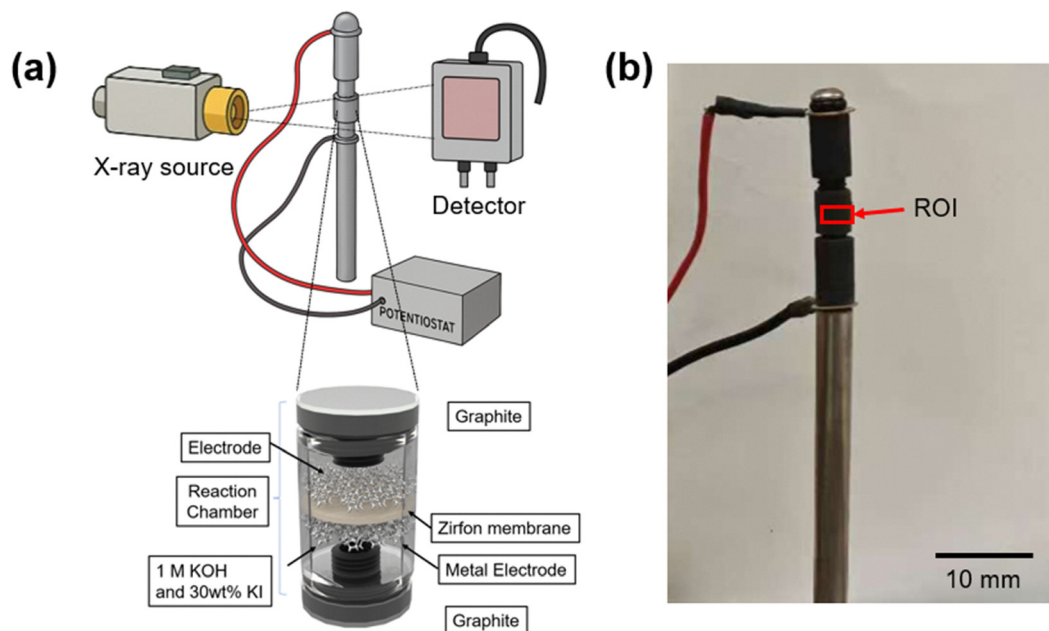 (a)
X-ray source
Detector
POTENTIOSTAT
Graphite
Electrode
Reaction
Chamber
Zirfon membrane
1 M KOH
and 30wt% KI
Metal Electrode
Graphite
(b)
ROI
10 mm